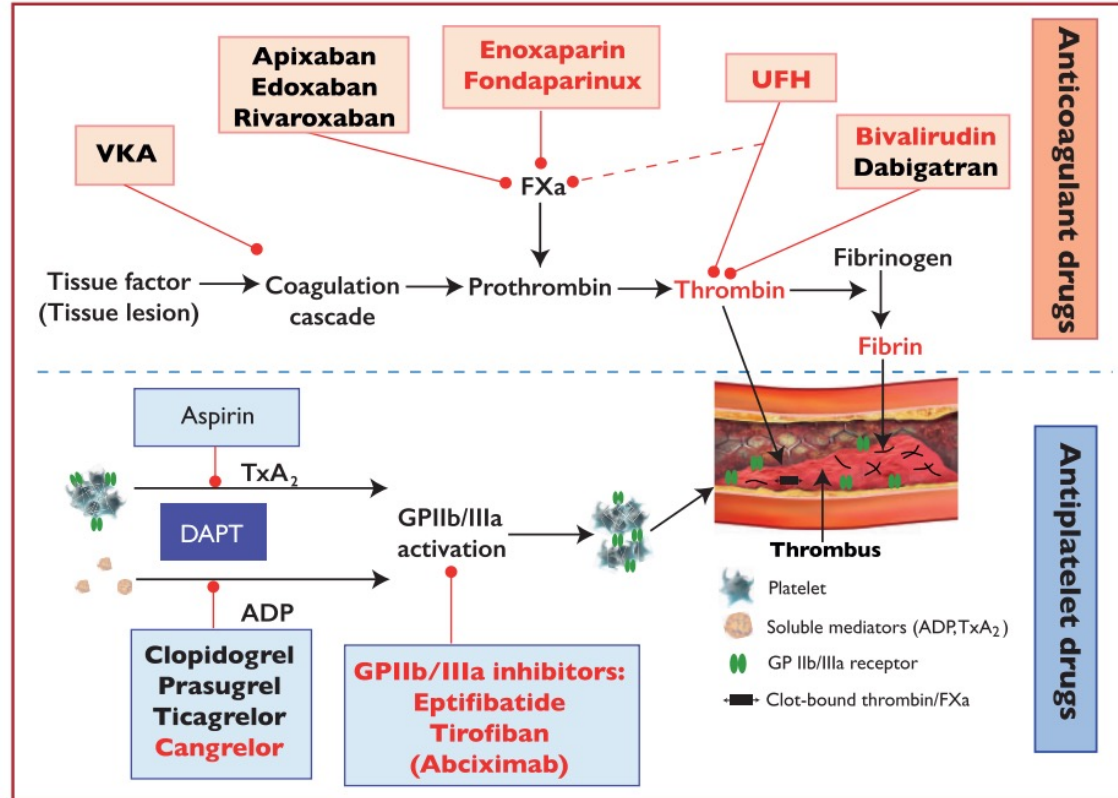 Apixaban
Edoxaban
Rivaroxaban
Enoxaparin
Fondaparinux
UFH
VKA
Bivalirudin
Dabigatran
FXa
Tissue factor
(Tissue lesion)
Coagulation
cascade
Prothrombin
Thrombin
Fibrinogen
Fibrin
Anticoagulant drugs
Aspirin
TxA2
DAPT
ADP
GPIIb/IIIa
activation
Clopidogrel
Prasugrel
Ticagrelor
Cangrelor
GPIIb/IIIa inhibitors:
Eptifibatide
Tirofiban
(Abciximab)
Thrombus
Platelet
Soluble mediators (ADP,TxA2)
GP IIb/IIIa receptor
Clot-bound thrombin/FXa
Antiplatelet drugs